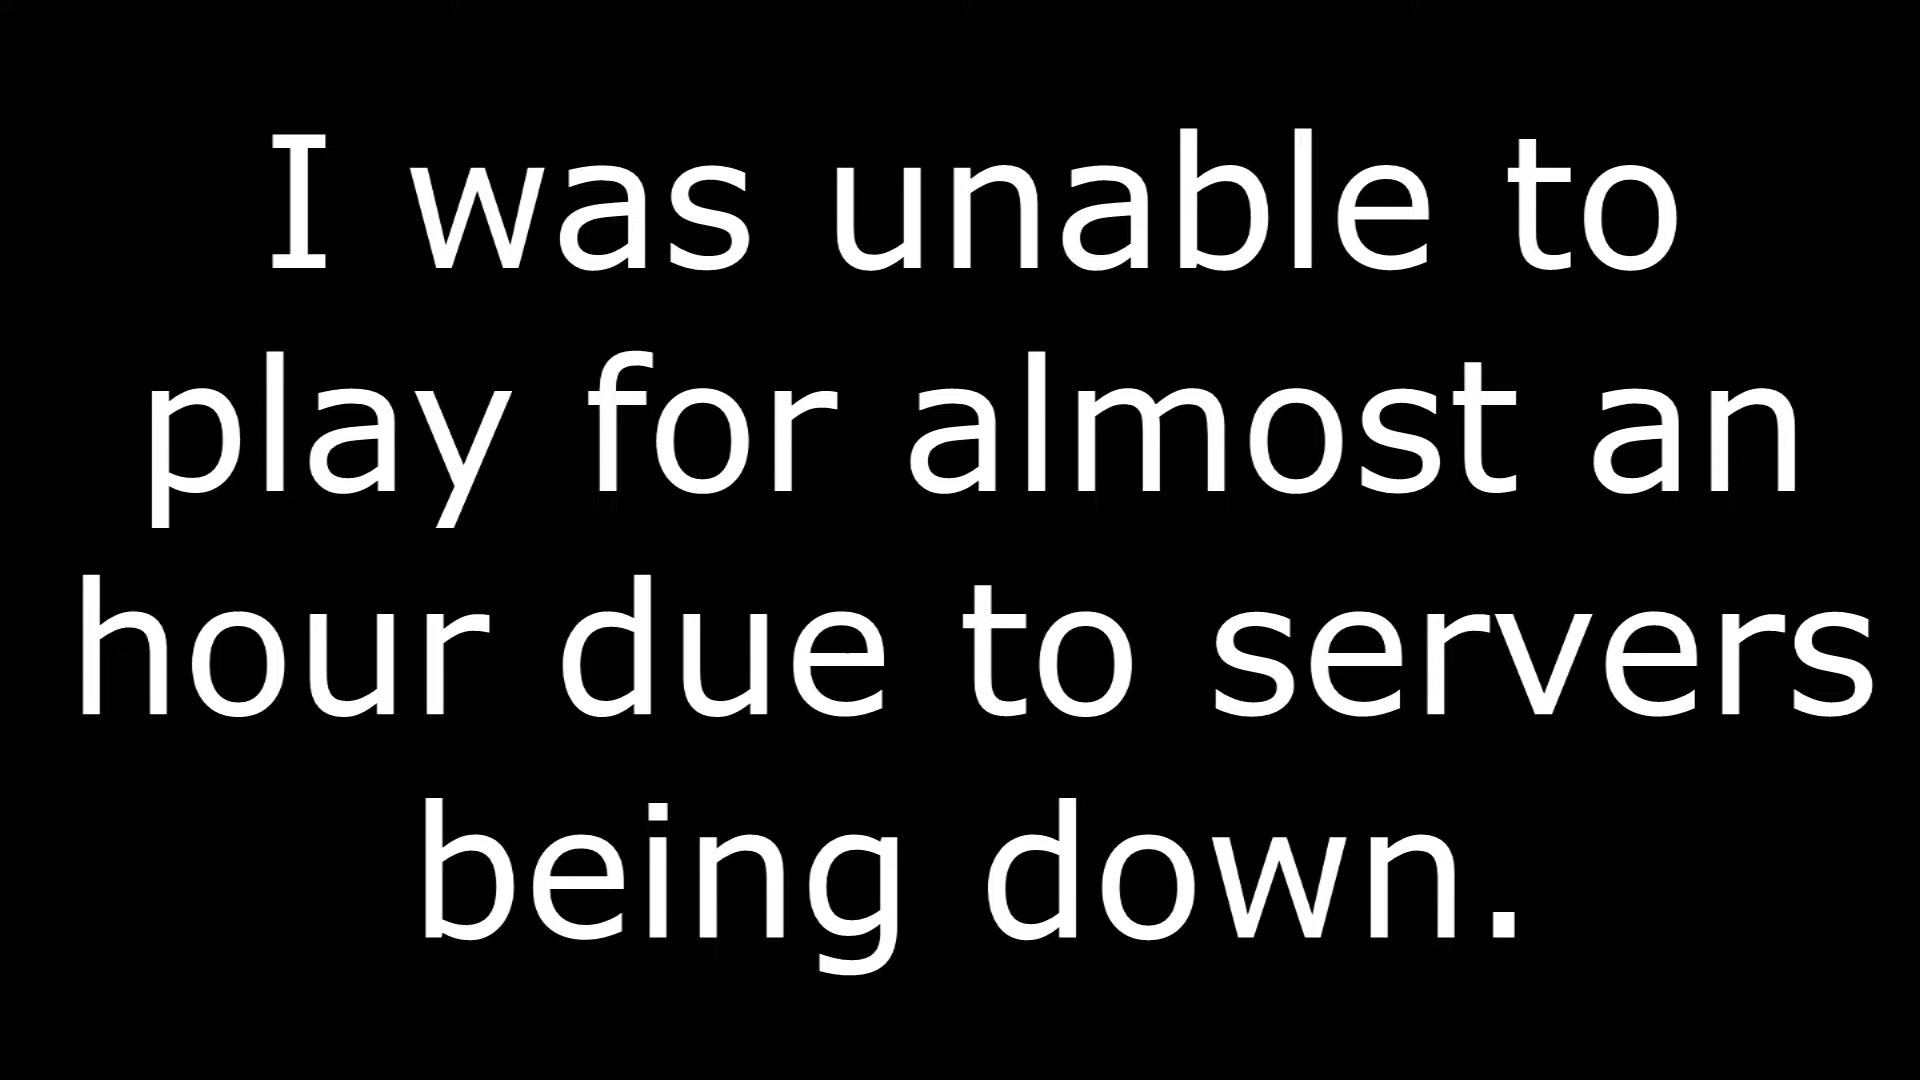 I was unable to
play for almost an
hour due to servers
being down.